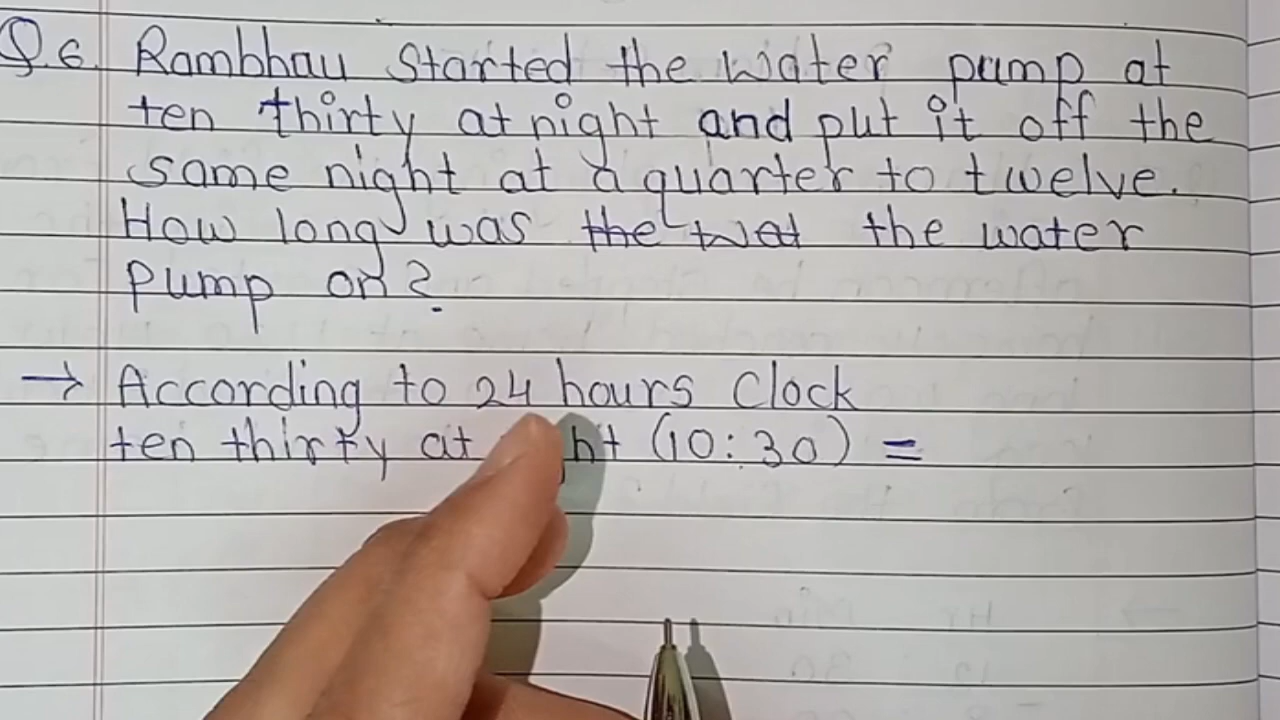 Q.6. Rambhau started the water pump at
ten thirty at night and put it off the
same night at a quarter to twelve.
How long was the wat the water
pump on?
→ According to 24 hours Clock
ten thirty at (10:30) =